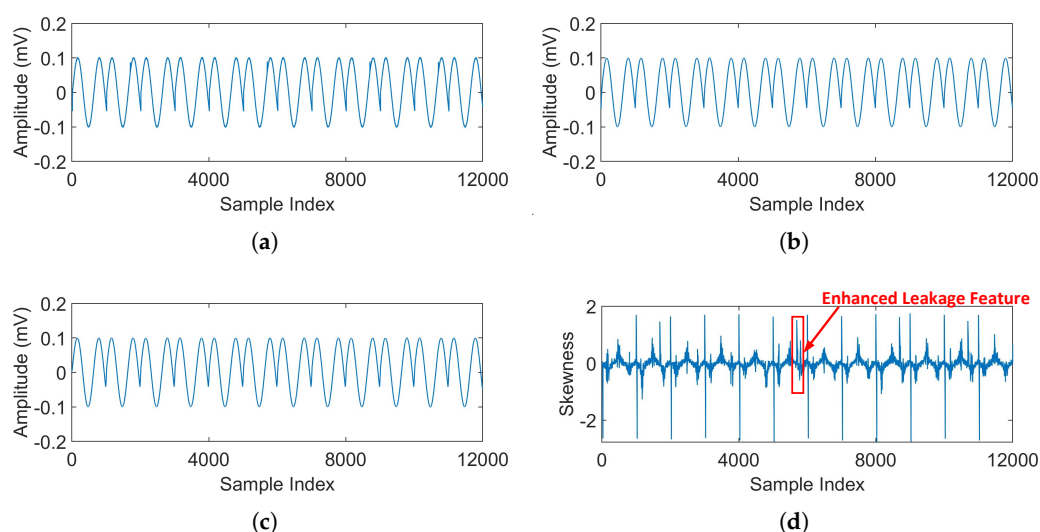 0.2
0.1
0
-0.1
-0.2
Amplitude (mV)
0 4000 8000 12000
Sample Index
(a)
0.2
0.1
0
-0.1
-0.2
Amplitude (mV)
0 4000 8000 12000
Sample Index
(b)
0.2
0.1
0
-0.1
-0.2
Amplitude (mV)
0 4000 8000 12000
Sample Index
(c)
Enhanced Leakage Feature
2
0
-2
Skewness
0 4000 8000 12000
Sample Index
(d)